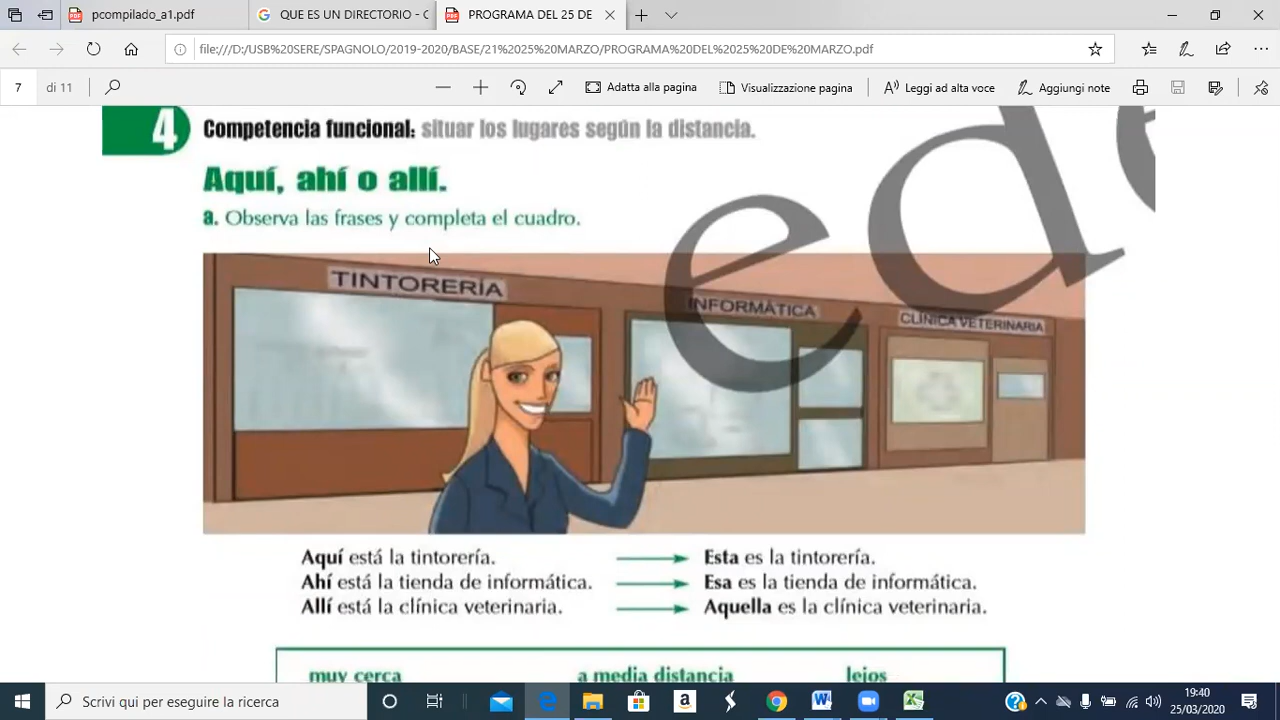 pcompilado_a1.pdf
QUE ES UN DIRECTORIO - C
PROGRAMA DEL 25 DE
file:///D:/USB%20SERE/SPAGNOLO/2019-2020/BASE/21%2025%20MARZO/PROGRAMA%20DEL%2025%20DE%20MARZO.pdf
7 di 11
Adatta alla pagina
Visualizzazione pagina
Leggi ad alta voce
Aggiungi note
4 Competencia funcional: situar los lugares según la distancia.
Aquí, ahí o allí.
a. Observa las frases y completa el cuadro.
ede
TINTORERÍA
INFORMÁTICA
CLÍNICA VETERINARIA
Aquí está la tintorería. Esta es la tintorería.
Ahí está la tienda de informática. Esa es la tienda de informática.
Allí está la clínica veterinaria. Aquella es la clínica veterinaria.
muy cerca a media distancia lejos
Scrivi qui per eseguire la ricerca
19:40
25/03/2020